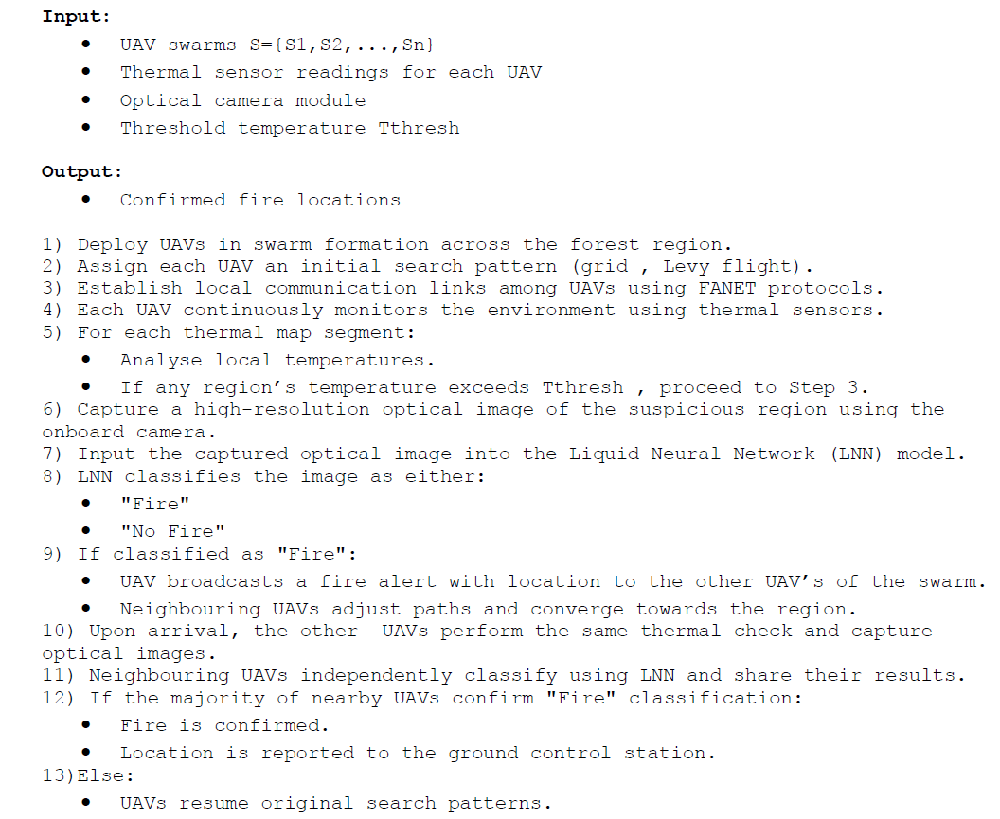 Input:
• UAV swarms S={S1,S2,...,Sn}
• Thermal sensor readings for each UAV
• Optical camera module
• Threshold temperature Tthresh
Output:
• Confirmed fire locations
1) Deploy UAVs in swarm formation across the forest region.
2) Assign each UAV an initial search pattern (grid , Levy flight).
3) Establish local communication links among UAVs using FANET protocols.
4) Each UAV continuously monitors the environment using thermal sensors.
5) For each thermal map segment:
• Analyse local temperatures.
• If any region’s temperature exceeds Tthresh , proceed to Step 3.
6) Capture a high-resolution optical image of the suspicious region using the
onboard camera.
7) Input the captured optical image into the Liquid Neural Network (LNN) model.
8) LNN classifies the image as either:
• "Fire"
• "No Fire"
9) If classified as "Fire":
• UAV broadcasts a fire alert with location to the other UAV’s of the swarm.
• Neighbouring UAVs adjust paths and converge towards the region.
10) Upon arrival, the other  UAVs perform the same thermal check and capture
optical images.
11) Neighbouring UAVs independently classify using LNN and share their results.
12) If the majority of nearby UAVs confirm "Fire" classification:
• Fire is confirmed.
• Location is reported to the ground control station.
13)Else:
• UAVs resume original search patterns.